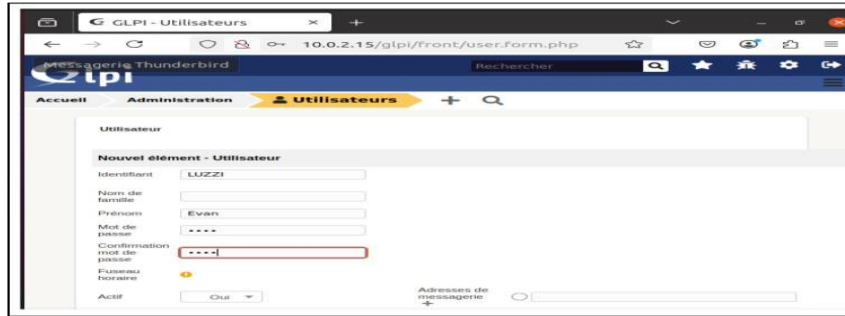 GLPI - Utilisateurs
10.0.2.15/glpi/front/user.form.php
Messagerie Thunderbird
Glpi
Rechercher
Accueil Administration Utilisateurs
Utilisateur
Nouvel élément - Utilisateur
Identifiant LUZZI
Nom de
famille
Prénom Evan
Mot de
passe ••••
Confirmation
mot de
passe ••••
Fuseau
horaire
Actif Oui
Adresses de
messagerie
+